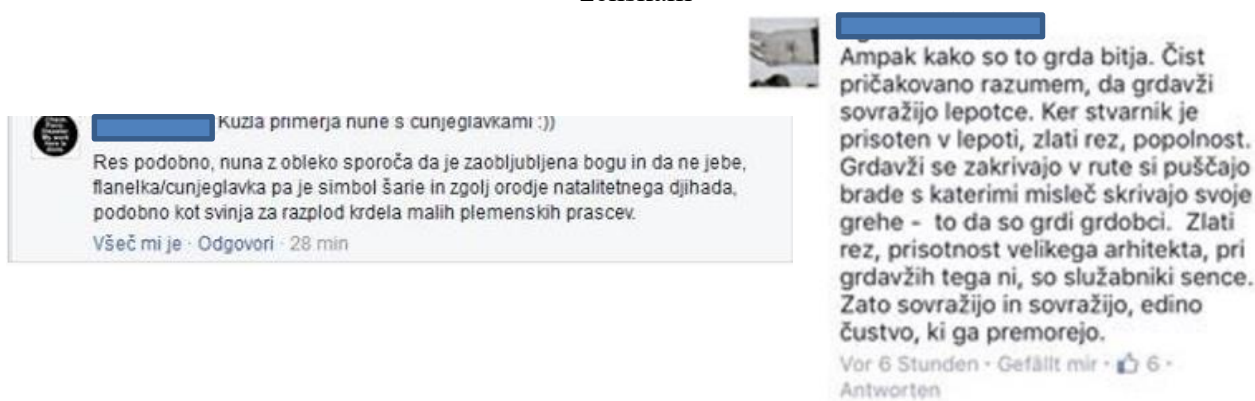 Kuzla primerja nune s cunjeglavkami :))
Res podobno, nuna z obleko sporoča da je zaobljubljena bogu in da ne jebe,
flanelka/cunjeglavka pa je simbol šarie in zgolj orodje natalitetnega djihada,
podobno kot svinja za razplod krdela malih plemenskih prascev.
Všeč mi je · Odgovori · 28 min
Ampak kako so to grda bitja. Čist
pričakovano razumem, da grdavži
sovražijo lepotce. Ker stvarnik je
prisoten v lepoti, zlati rez, popolnost.
Grdavži se zakrivajo v rute si puščajo
brade s katerimi misleč skrivajo svoje
grehe - to da so grdi grdobci. Zlati
rez, prisotnost velikega arhitekta, pri
grdavžih tega ni, so služabniki sence.
Zato sovražijo in sovražijo, edino
čustvo, ki ga premorejo.
Vor 6 Stunden · Gefällt mir · 6 ·
Antworten